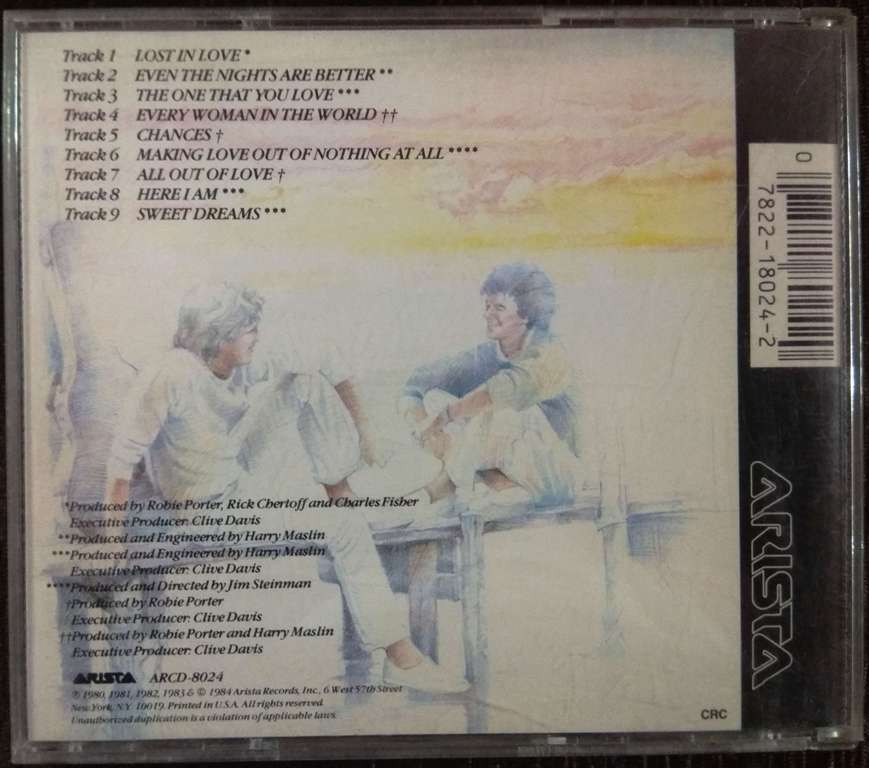 Track 1 LOST IN LOVE *
Track 2 EVEN THE NIGHTS ARE BETTER **
Track 3 THE ONE THAT YOU LOVE ***
Track 4 EVERY WOMAN IN THE WORLD ††
Track 5 CHANCES †
Track 6 MAKING LOVE OUT OF NOTHING AT ALL ****
Track 7 ALL OUT OF LOVE †
Track 8 HERE I AM ***
Track 9 SWEET DREAMS ***
*Produced by Robie Porter, Rick Chertoff and Charles Fisher
Executive Producer: Clive Davis
**Produced and Engineered by Harry Maslin
***Produced and Engineered by Harry Maslin
Executive Producer: Clive Davis
****Produced and Directed by Jim Steinman
†Produced by Robie Porter
Executive Producer: Clive Davis
††Produced by Robie Porter and Harry Maslin
Executive Producer: Clive Davis
ARISTA ARCD-8024
℗ 1980, 1981, 1982, 1983 & © 1984 Arista Records, Inc., 6 West 57th Street
New York, N.Y. 10019. Printed in U.S.A. All rights reserved.
Unauthorized duplication is a violation of applicable laws.
CRC
0
7822-18024-2
ARISTA